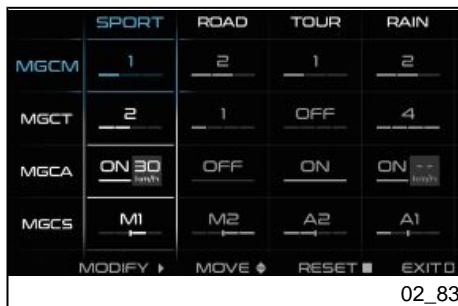 SPORT ROAD TOUR RAIN
MGCM 1 2 1 2
MGCT 2 1 OFF 4
MGCA ON 30 km/h OFF ON ON -- km/h
MGCS M1 M2 A2 A1
MODIFY MOVE RESET EXIT
02_83